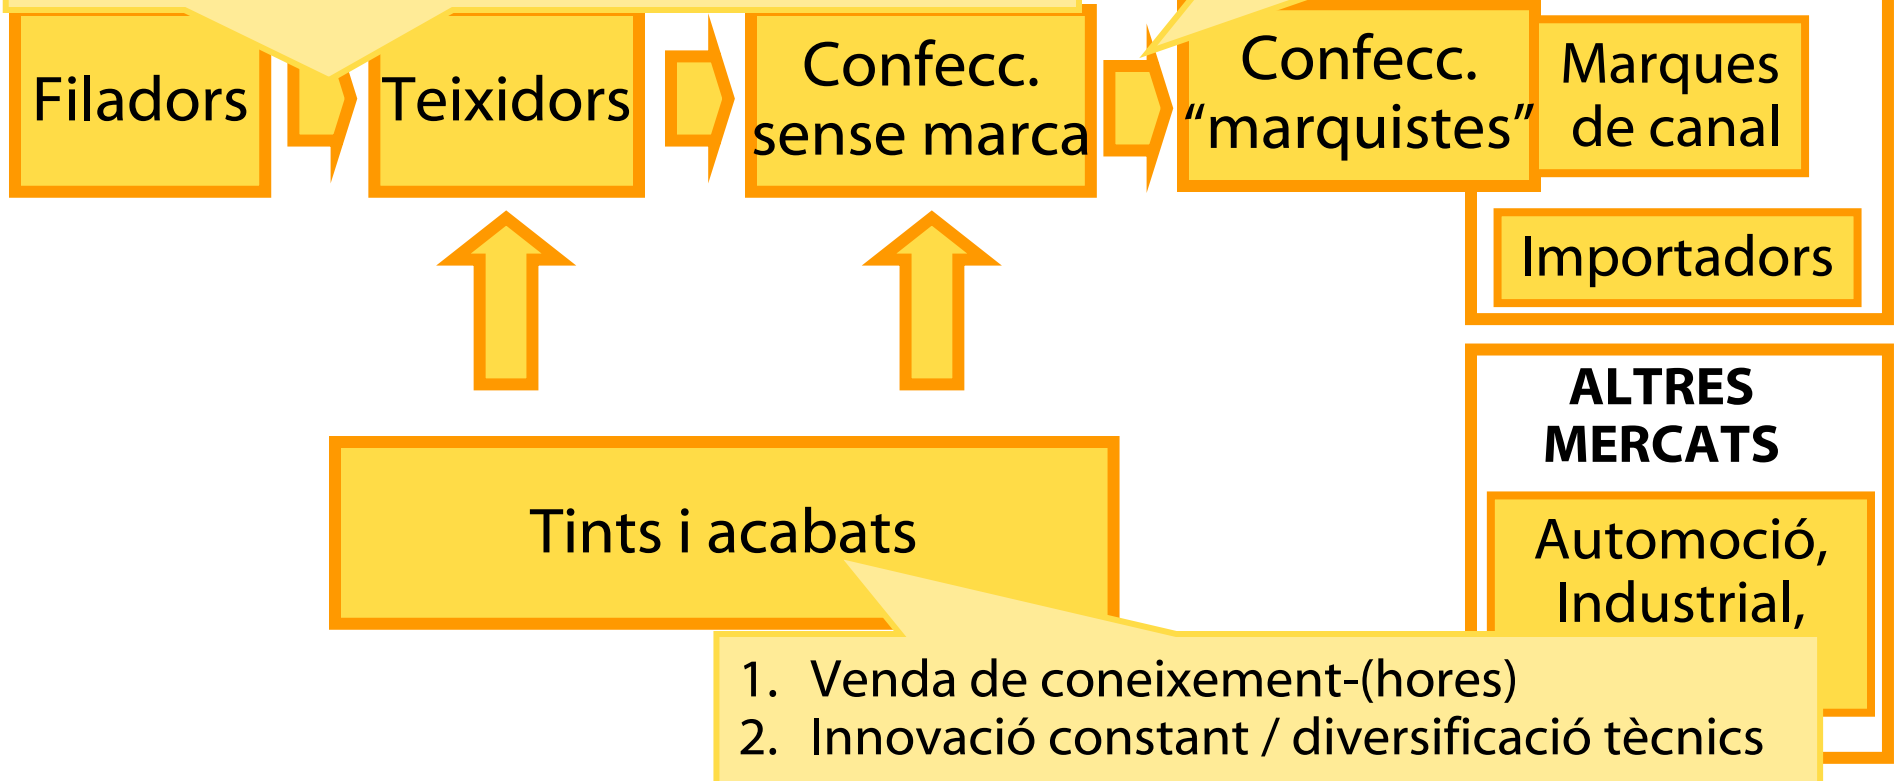 Filadors
Teixidors
Confecc.
sense marca
Confecc.
“marquistes”
Marques
de canal
Importadors
ALTRES
MERCATS
Automoció,
Industrial,
Tints i acabats
1. Venda de coneixement-(hores)
2. Innovació constant / diversificació tècnics